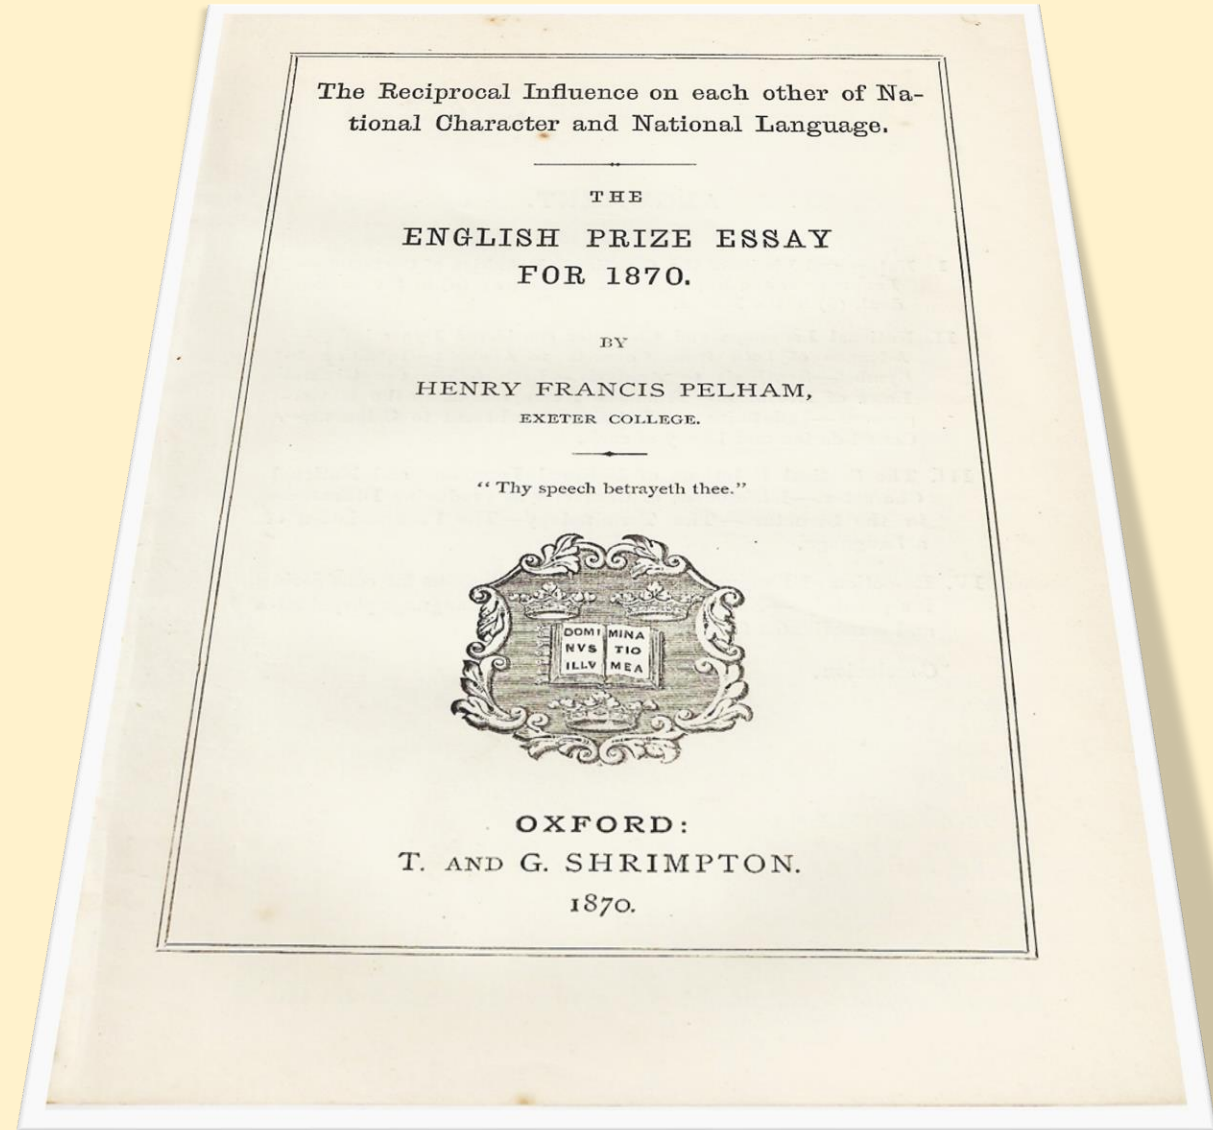 The Reciprocal Influence on each other of Na-
tional Character and National Language.
THE
ENGLISH PRIZE ESSAY
FOR 1870.
BY
HENRY FRANCIS PELHAM,
EXETER COLLEGE.
“ Thy speech betrayeth thee.”
DOMI MINA
NVS TIO
ILLV MEA
OXFORD:
T. AND G. SHRIMPTON.
1870.